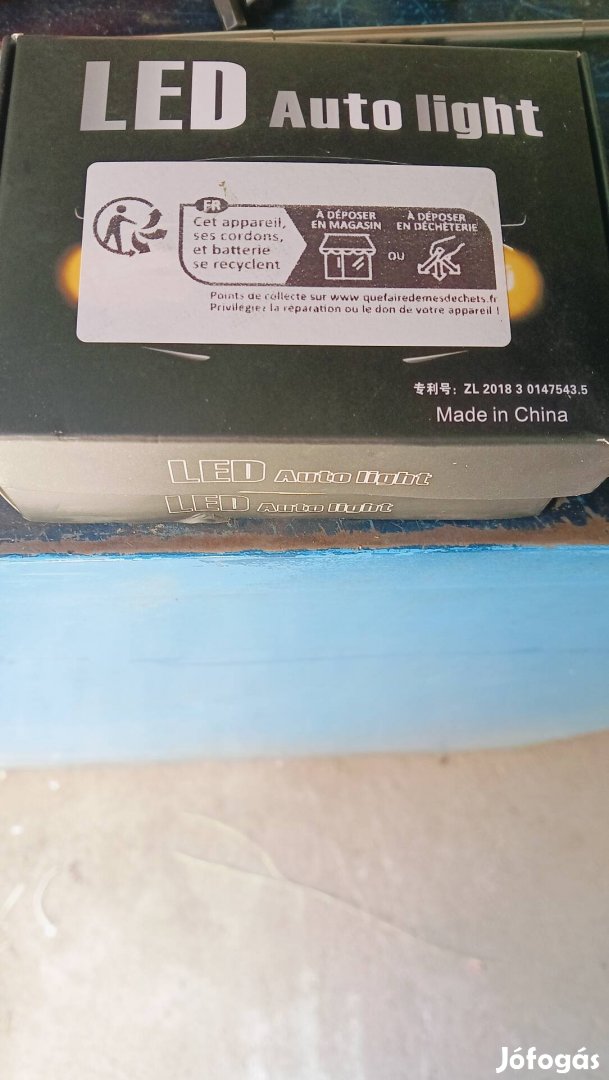 LED Auto light
FR
Cet appareil,
ses cordons,
et batterie
se recyclent
À DÉPOSER
EN MAGASIN
OU
À DÉPOSER
EN DÉCHÈTERIE
Points de collecte sur www.quefairedemesdechets.fr
Privilégiez la réparation ou le don de votre appareil !
专利号：ZL 2018 3 0147543.5
Made in China
LED Auto light
LED Auto light
Jófogás